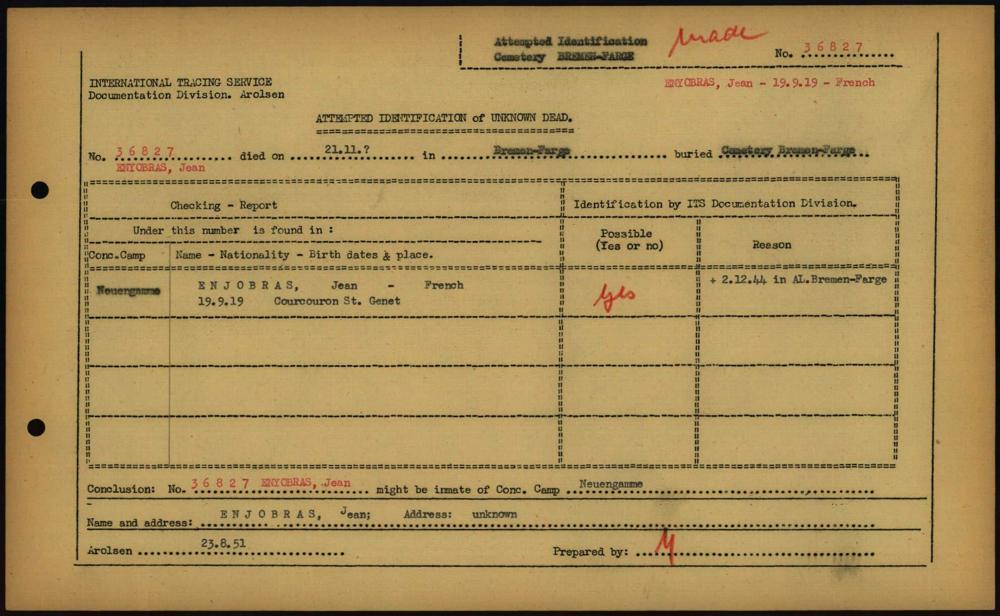 Attempted Identification
Cemetery BREMEN-FARGE
made
No. 36827
ENYOBRAS, Jean - 19.9.19 - French
INTERNATIONAL TRACING SERVICE
Documentation Division. Arolsen
ATTEMPTED IDENTIFICATION of UNKNOWN DEAD.
No. 36827 died on 21.11.? in Bremen-Farge buried Cemetery Bremen-Farge
ENYOBRAS, Jean
Checking - Report
Identification by ITS Documentation Division.
Under this number is found in :
Possible
(Yes or no)
Reason
Conc.Camp
Name - Nationality - Birth dates & place.
Neuengamme
ENJOBRAS, Jean - French
19.9.19 Courcouron St. Genet
yes
+ 2.12.44 in AL.Bremen-Farge
Conclusion: No. 36827 ENYOBRAS, Jean might be inmate of Conc. Camp Neuengamme
Name and address: ENJOBRAS, Jean; Address: unknown
Arolsen 23.8.51 Prepared by: